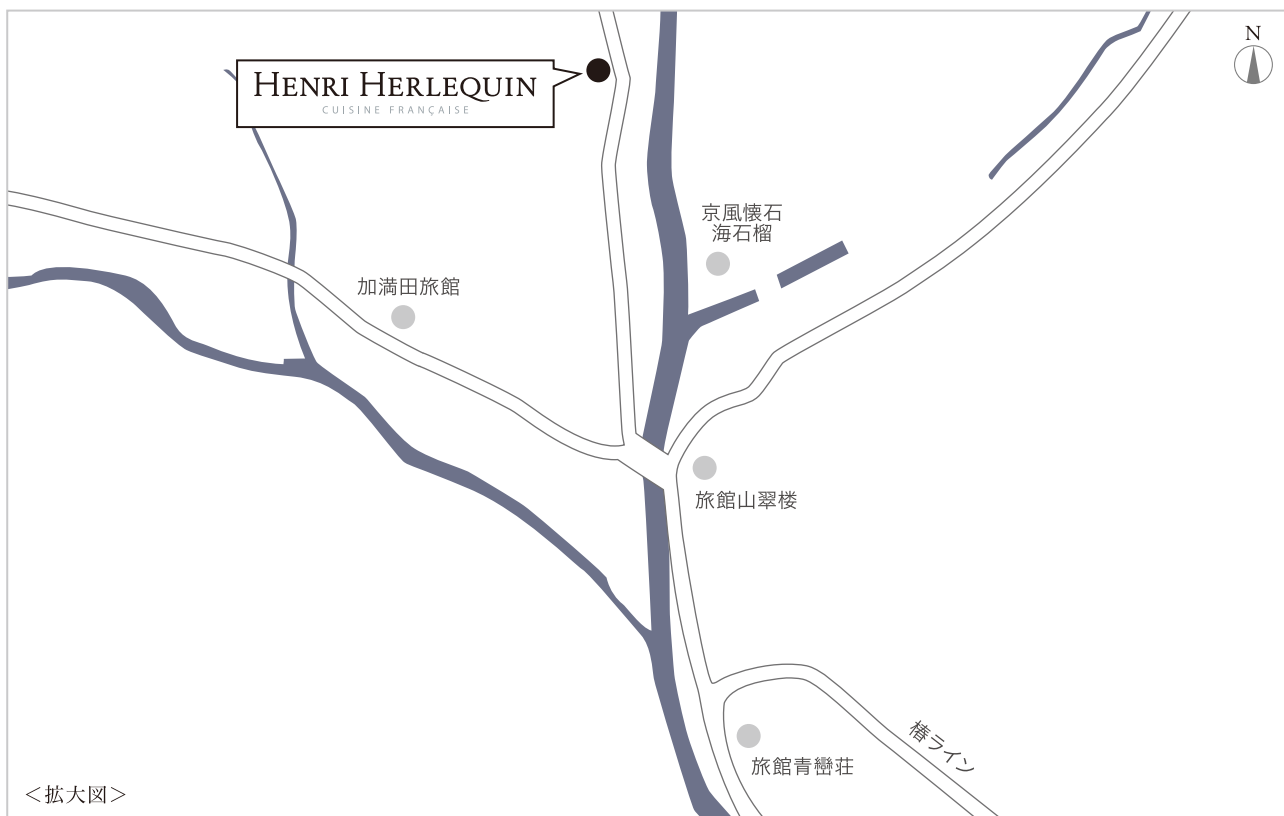 N
HENRI HERLEQUIN
CUISINE FRANÇAISE
京風懐石
海石榴
加満田旅館
旅館山翠楼
椿ライン
旅館青巒荘
＜拡大図＞